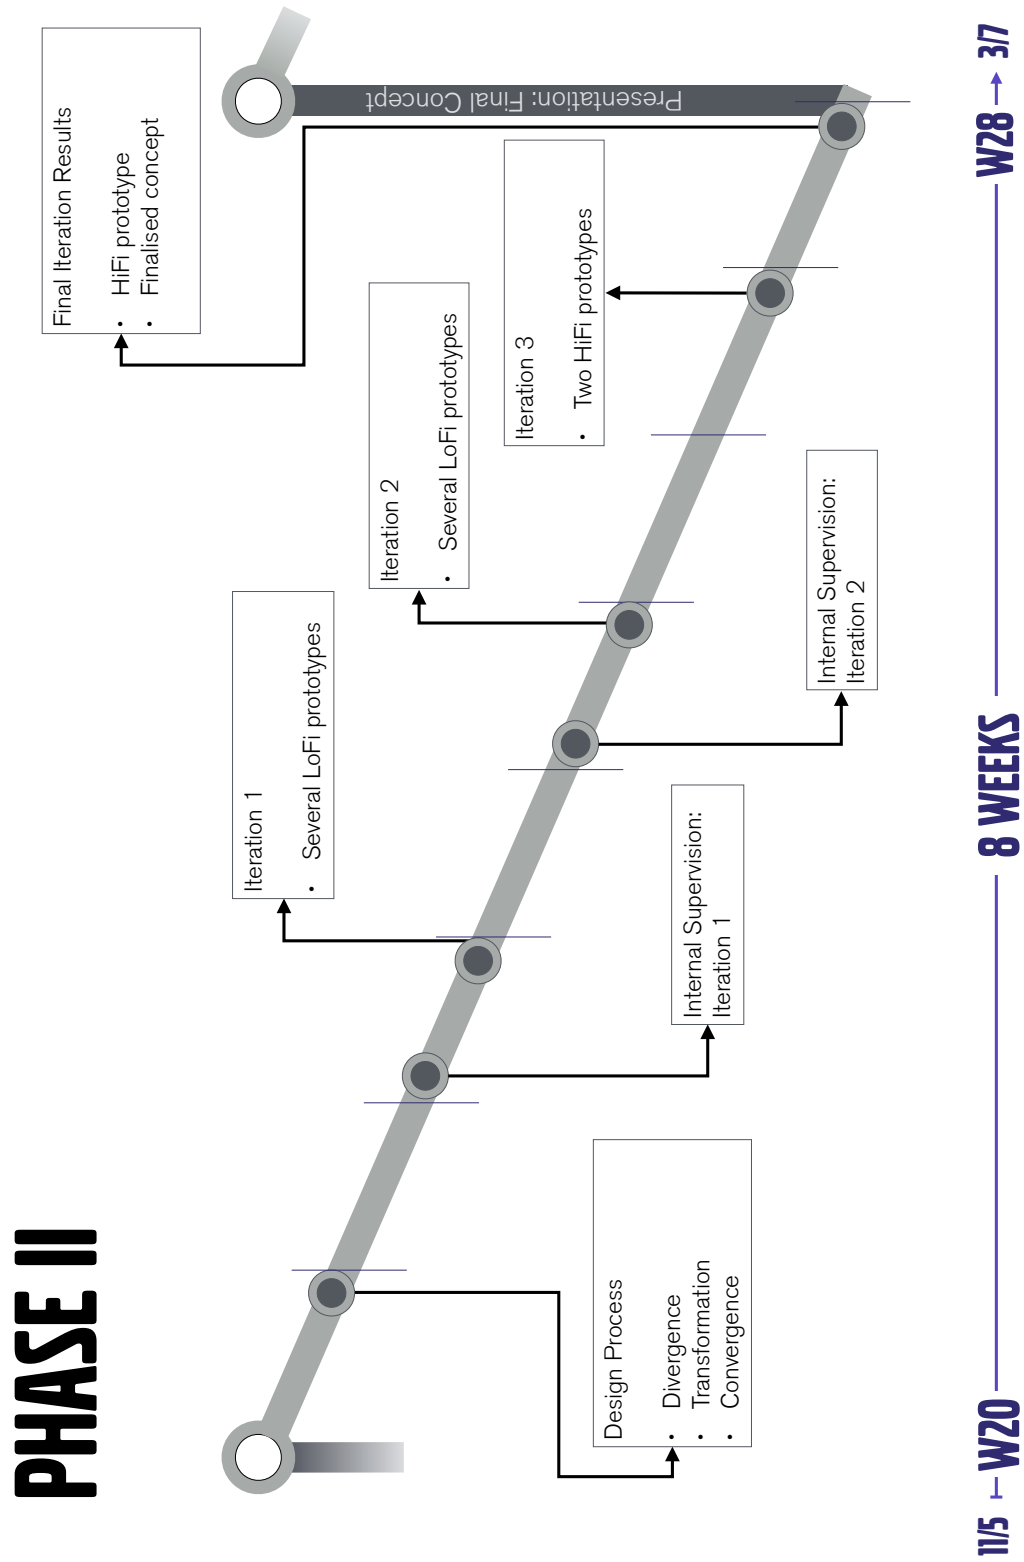 PHASE II
Design Process
• Divergence
• Transformation
• Convergence
Internal Supervision:
Iteration 1
Iteration 1
• Several LoFi prototypes
Internal Supervision:
Iteration 2
Iteration 2
• Several LoFi prototypes
Iteration 3
• Two HiFi prototypes
Final Iteration Results
• HiFi prototype
• Finalised concept
Presentation: Final Concept
11/5 W20 8 WEEKS W28 3/7